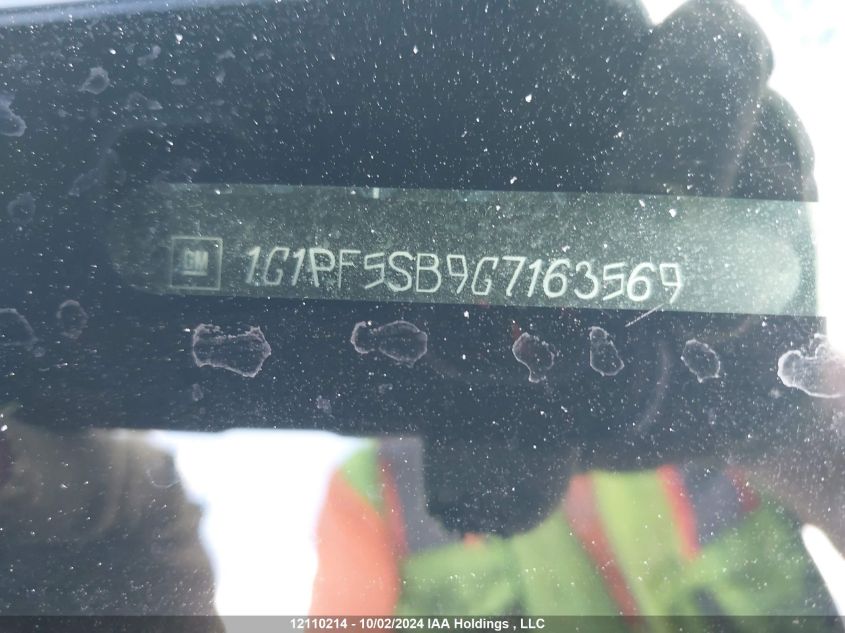 GM 1G1PF5SB9G7163569
12110214 - 10/02/2024 IAA Holdings , LLC